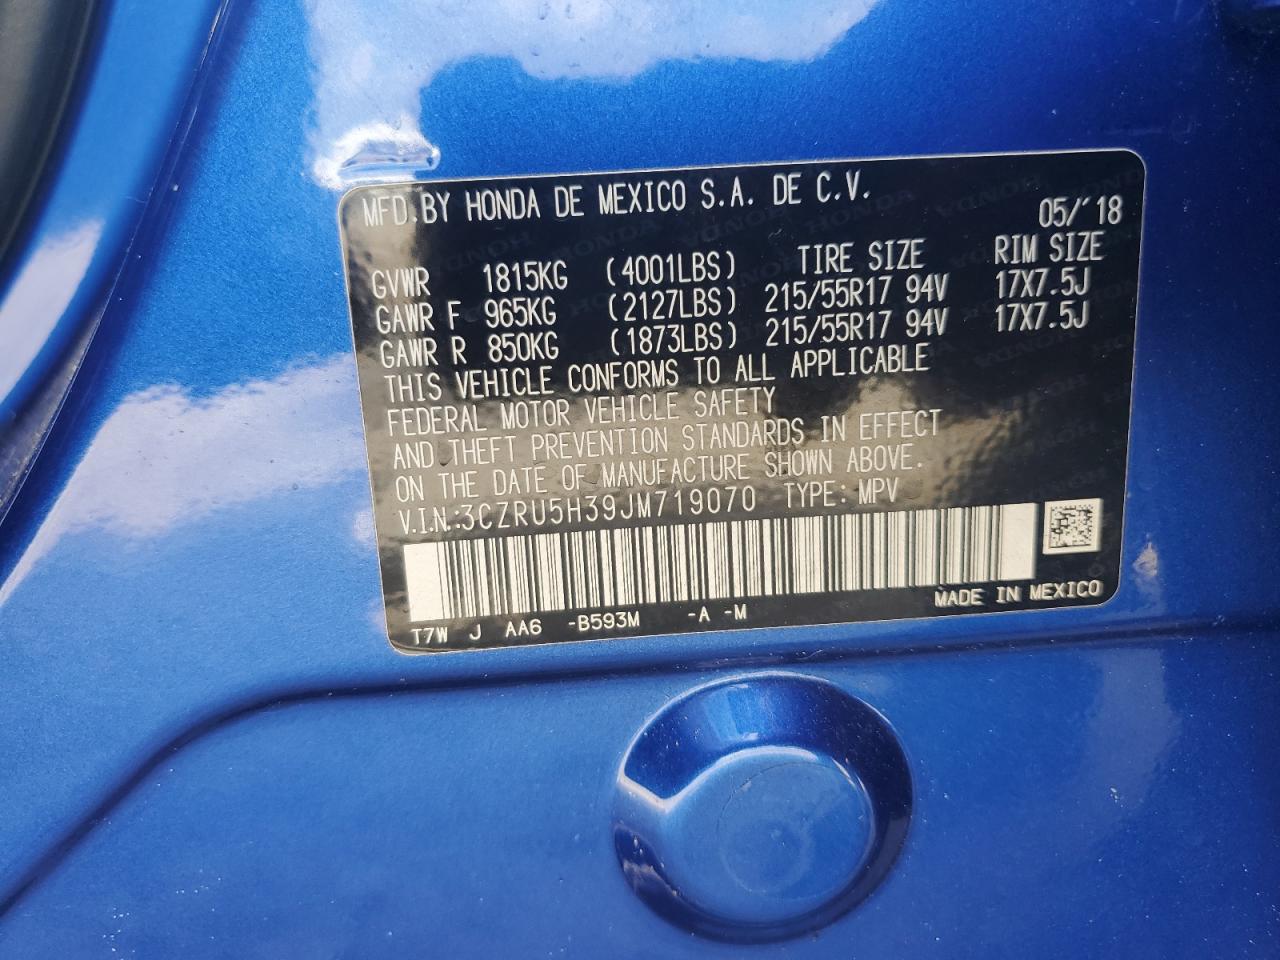 MFD.BY HONDA DE MEXICO S.A. DE C.V.
05/'18
GVWR 1815KG (4001LBS) TIRE SIZE RIM SIZE
GAWR F 965KG (2127LBS) 215/55R17 94V 17X7.5J
GAWR R 850KG (1873LBS) 215/55R17 94V 17X7.5J
THIS VEHICLE CONFORMS TO ALL APPLICABLE
FEDERAL MOTOR VEHICLE SAFETY
AND THEFT PREVENTION STANDARDS IN EFFECT
ON THE DATE OF MANUFACTURE SHOWN ABOVE.
V.I.N.:3CZRU5H39JM719070 TYPE: MPV
MADE IN MEXICO
T7W J AA6 -B593M -A -M